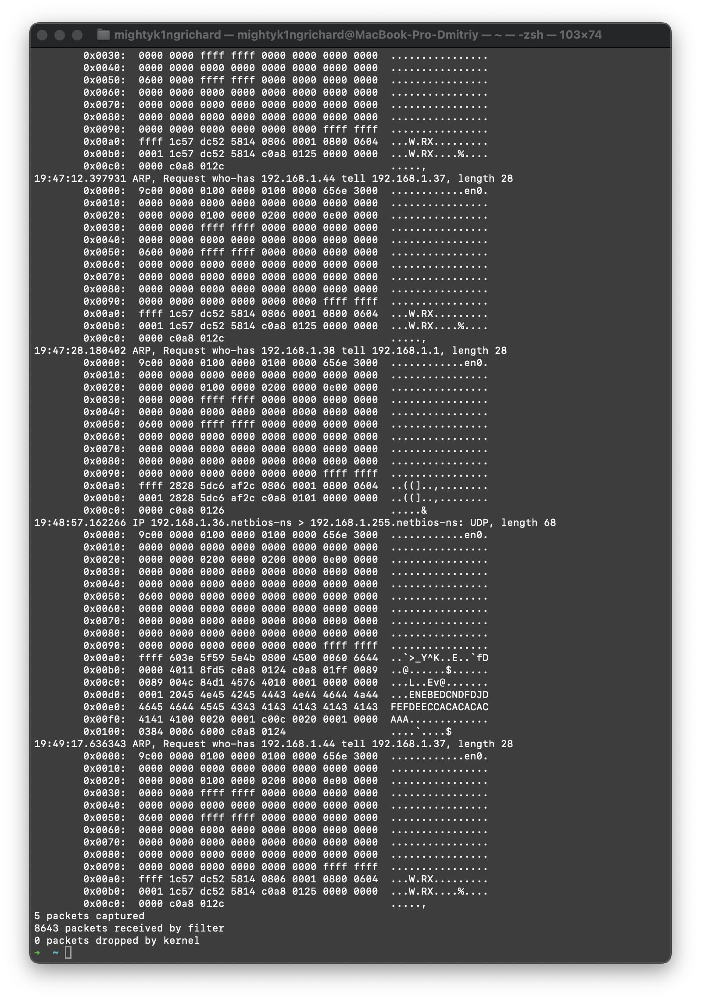 mightyk1ngrichard — mightyk1ngrichard@MacBook-Pro-Dmitriy — ~ — -zsh — 103×74
0x0030:  0000 0000 ffff ffff 0000 0000 0000 0000  ................
0x0040:  0000 0000 0000 0000 0000 0000 0000 0000  ................
0x0050:  0600 0000 ffff ffff 0000 0000 0000 0000  ................
0x0060:  0000 0000 0000 0000 0000 0000 0000 0000  ................
0x0070:  0000 0000 0000 0000 0000 0000 0000 0000  ................
0x0080:  0000 0000 0000 0000 0000 0000 0000 0000  ................
0x0090:  0000 0000 0000 0000 0000 0000 ffff ffff  ................
0x00a0:  ffff 1c57 dc52 5814 0806 0001 0800 0604  ...W.RX.........
0x00b0:  0001 1c57 dc52 5814 c0a8 0125 0000 0000  ...W.RX....%....
0x00c0:  0000 c0a8 012c                           .....,
19:47:12.397931 ARP, Request who-has 192.168.1.44 tell 192.168.1.37, length 28
0x0000:  9c00 0000 0100 0000 0100 0000 656e 3000  ............en0.
0x0010:  0000 0000 0000 0000 0000 0000 0000 0000  ................
0x0020:  0000 0000 0100 0000 0200 0000 0e00 0000  ................
0x0030:  0000 0000 ffff ffff 0000 0000 0000 0000  ................
0x0040:  0000 0000 0000 0000 0000 0000 0000 0000  ................
0x0050:  0600 0000 ffff ffff 0000 0000 0000 0000  ................
0x0060:  0000 0000 0000 0000 0000 0000 0000 0000  ................
0x0070:  0000 0000 0000 0000 0000 0000 0000 0000  ................
0x0080:  0000 0000 0000 0000 0000 0000 0000 0000  ................
0x0090:  0000 0000 0000 0000 0000 0000 ffff ffff  ................
0x00a0:  ffff 1c57 dc52 5814 0806 0001 0800 0604  ...W.RX.........
0x00b0:  0001 1c57 dc52 5814 c0a8 0125 0000 0000  ...W.RX....%....
0x00c0:  0000 c0a8 012c                           .....,
19:47:28.180402 ARP, Request who-has 192.168.1.38 tell 192.168.1.1, length 28
0x0000:  9c00 0000 0100 0000 0100 0000 656e 3000  ............en0.
0x0010:  0000 0000 0000 0000 0000 0000 0000 0000  ................
0x0020:  0000 0000 0100 0000 0200 0000 0e00 0000  ................
0x0030:  0000 0000 ffff ffff 0000 0000 0000 0000  ................
0x0040:  0000 0000 0000 0000 0000 0000 0000 0000  ................
0x0050:  0600 0000 ffff ffff 0000 0000 0000 0000  ................
0x0060:  0000 0000 0000 0000 0000 0000 0000 0000  ................
0x0070:  0000 0000 0000 0000 0000 0000 0000 0000  ................
0x0080:  0000 0000 0000 0000 0000 0000 0000 0000  ................
0x0090:  0000 0000 0000 0000 0000 0000 ffff ffff  ................
0x00a0:  ffff 2828 5dc6 af2c 0806 0001 0800 0604  ..((]..,........
0x00b0:  0001 2828 5dc6 af2c c0a8 0101 0000 0000  ..((]..,........
0x00c0:  0000 c0a8 0126                           .....&
19:48:57.162266 IP 192.168.1.36.netbios-ns > 192.168.1.255.netbios-ns: UDP, length 68
0x0000:  9c00 0000 0100 0000 0100 0000 656e 3000  ............en0.
0x0010:  0000 0000 0000 0000 0000 0000 0000 0000  ................
0x0020:  0000 0000 0200 0000 0200 0000 0e00 0000  ................
0x0030:  0000 0000 0000 0000 0000 0000 0000 0000  ................
0x0040:  0000 0000 0000 0000 0000 0000 0000 0000  ................
0x0050:  0600 0000 0000 0000 0000 0000 0000 0000  ................
0x0060:  0000 0000 0000 0000 0000 0000 0000 0000  ................
0x0070:  0000 0000 0000 0000 0000 0000 0000 0000  ................
0x0080:  0000 0000 0000 0000 0000 0000 0000 0000  ................
0x0090:  0000 0000 0000 0000 0000 0000 ffff ffff  ................
0x00a0:  ffff 603e 5f59 5e4b 0800 4500 0060 6644  ..`>_Y^K..E..`fD
0x00b0:  0000 4011 8fd5 c0a8 0124 c0a8 01ff 0089  ..@......$......
0x00c0:  0089 004c 84d1 4576 4010 0001 0000 0000  ...L..Ev@.......
0x00d0:  0001 2045 4e45 4245 4443 4e44 4644 4a44  ...ENEBEDCNDFDJD
0x00e0:  4645 4644 4545 4343 4143 4143 4143 4143  FEFDEECCACACACAC
0x00f0:  4141 4100 0020 0001 c00c 0020 0001 0000  AAA.............
0x0100:  0384 0006 6000 c0a8 0124                 ....`....$
19:49:17.636343 ARP, Request who-has 192.168.1.44 tell 192.168.1.37, length 28
0x0000:  9c00 0000 0100 0000 0100 0000 656e 3000  ............en0.
0x0010:  0000 0000 0000 0000 0000 0000 0000 0000  ................
0x0020:  0000 0000 0100 0000 0200 0000 0e00 0000  ................
0x0030:  0000 0000 ffff ffff 0000 0000 0000 0000  ................
0x0040:  0000 0000 0000 0000 0000 0000 0000 0000  ................
0x0050:  0600 0000 ffff ffff 0000 0000 0000 0000  ................
0x0060:  0000 0000 0000 0000 0000 0000 0000 0000  ................
0x0070:  0000 0000 0000 0000 0000 0000 0000 0000  ................
0x0080:  0000 0000 0000 0000 0000 0000 0000 0000  ................
0x0090:  0000 0000 0000 0000 0000 0000 ffff ffff  ................
0x00a0:  ffff 1c57 dc52 5814 0806 0001 0800 0604  ...W.RX.........
0x00b0:  0001 1c57 dc52 5814 c0a8 0125 0000 0000  ...W.RX....%....
0x00c0:  0000 c0a8 012c                           .....,
5 packets captured
8643 packets received by filter
0 packets dropped by kernel
➜  ~